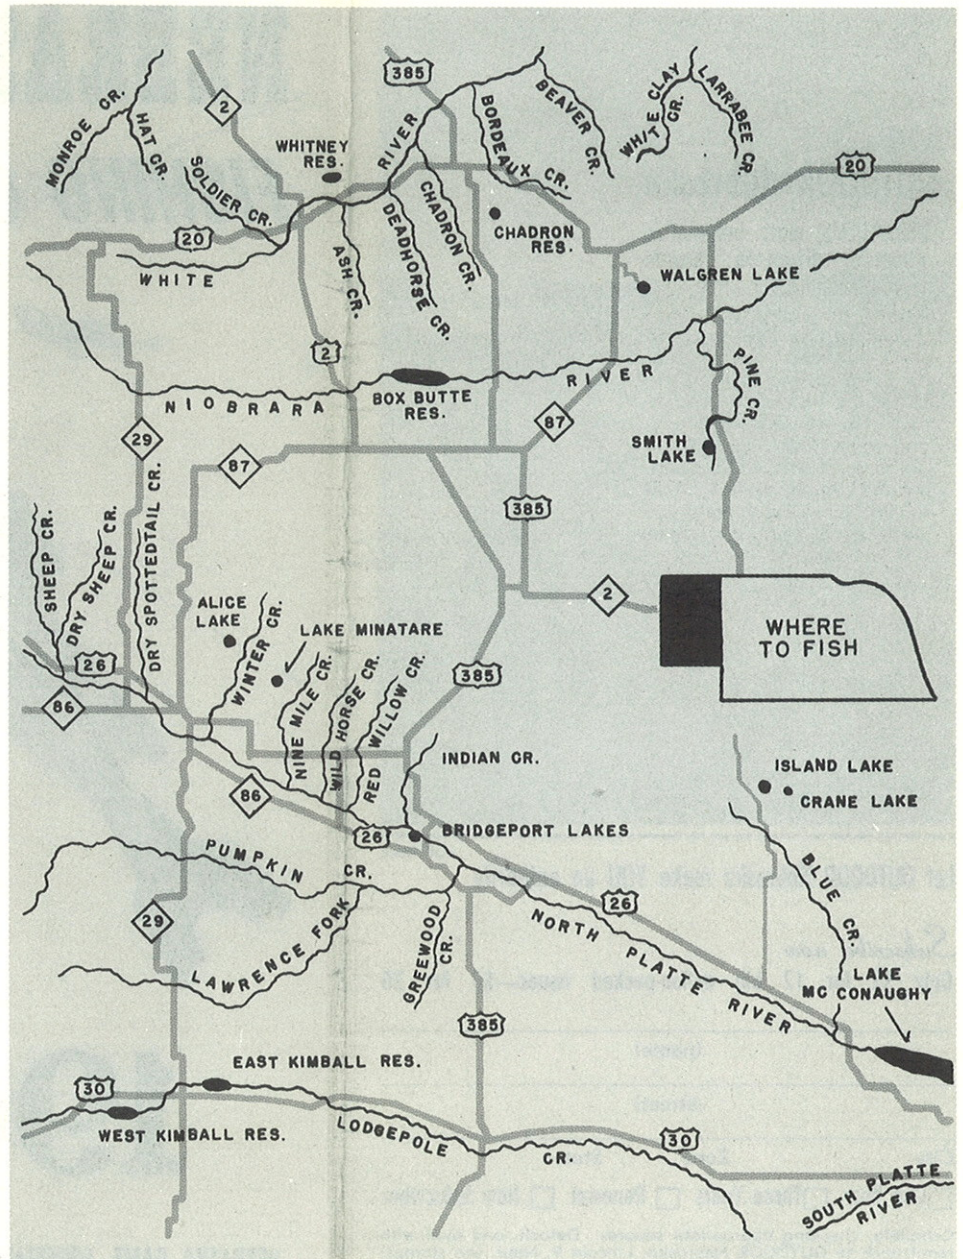 385
2
MONROE CR.
HAT CR.
WHITNEY
RES.
RIVER
BORDEAUX CR.
BEAVER
CR.
WHITE CLAY
CR.
LARRABEE CR.
20
SOLDIER CR.
20
WHITE
ASH CR.
DEADHORSE CR.
CHADRON CR.
CHADRON
RES.
WALGREN LAKE
2
NIOBRARA
BOX BUTTE
RES.
RIVER
PINE CR.
87
SMITH
LAKE
29
87
385
SHEEP CR.
DRY SHEEP CR.
DRY SPOTTEDTAIL CR.
2
ALICE
LAKE
WINTER CR.
LAKE MINATARE
WHERE
TO FISH
26
86
NINE MILE CR.
WILD HORSE CR.
RED WILLOW CR.
385
INDIAN CR.
ISLAND LAKE
CRANE LAKE
86
26
BRIDGEPORT LAKES
PUMPKIN CR.
BLUE CR.
29
LAWRENCE FORK
GREEWOOD
CR.
26
NORTH PLATTE RIVER
LAKE
MC CONAUGHY
385
EAST KIMBALL RES.
30
WEST KIMBALL RES.
LODGEPOLE CR.
30
SOUTH PLATTE
RIVER